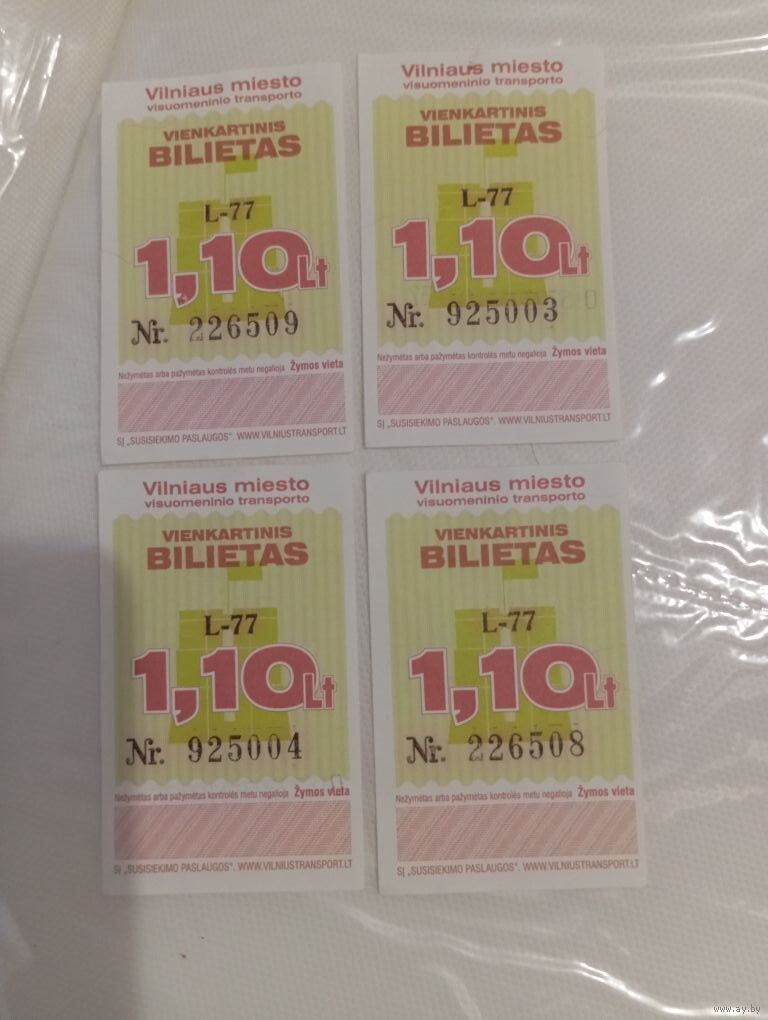 Vilniaus miesto
visuomeninio transporto
VIENKARTINIS
BILIETAS
L-77
1,10Lt
Nr. 226509
Nežymėtas arba pažymėtas kontrolės metu negalioja Žymos vieta
SĮ „SUSISIEKIMO PASLAUGOS“. WWW.VILNIUSTRANSPORT.LT
Vilniaus miesto
visuomeninio transporto
VIENKARTINIS
BILIETAS
L-77
1,10Lt
Nr. 925003
Nežymėtas arba pažymėtas kontrolės metu negalioja Žymos vieta
SĮ „SUSISIEKIMO PASLAUGOS“. WWW.VILNIUSTRANSPORT.LT
Vilniaus miesto
visuomeninio transporto
VIENKARTINIS
BILIETAS
L-77
1,10Lt
Nr. 925004
Nežymėtas arba pažymėtas kontrolės metu negalioja Žymos vieta
SĮ „SUSISIEKIMO PASLAUGOS“. WWW.VILNIUSTRANSPORT.LT
Vilniaus miesto
visuomeninio transporto
VIENKARTINIS
BILIETAS
L-77
1,10Lt
Nr. 226508
Nežymėtas arba pažymėtas kontrolės metu negalioja Žymos vieta
SĮ „SUSISIEKIMO PASLAUGOS“. WWW.VILNIUSTRANSPORT.LT
www.ay.by